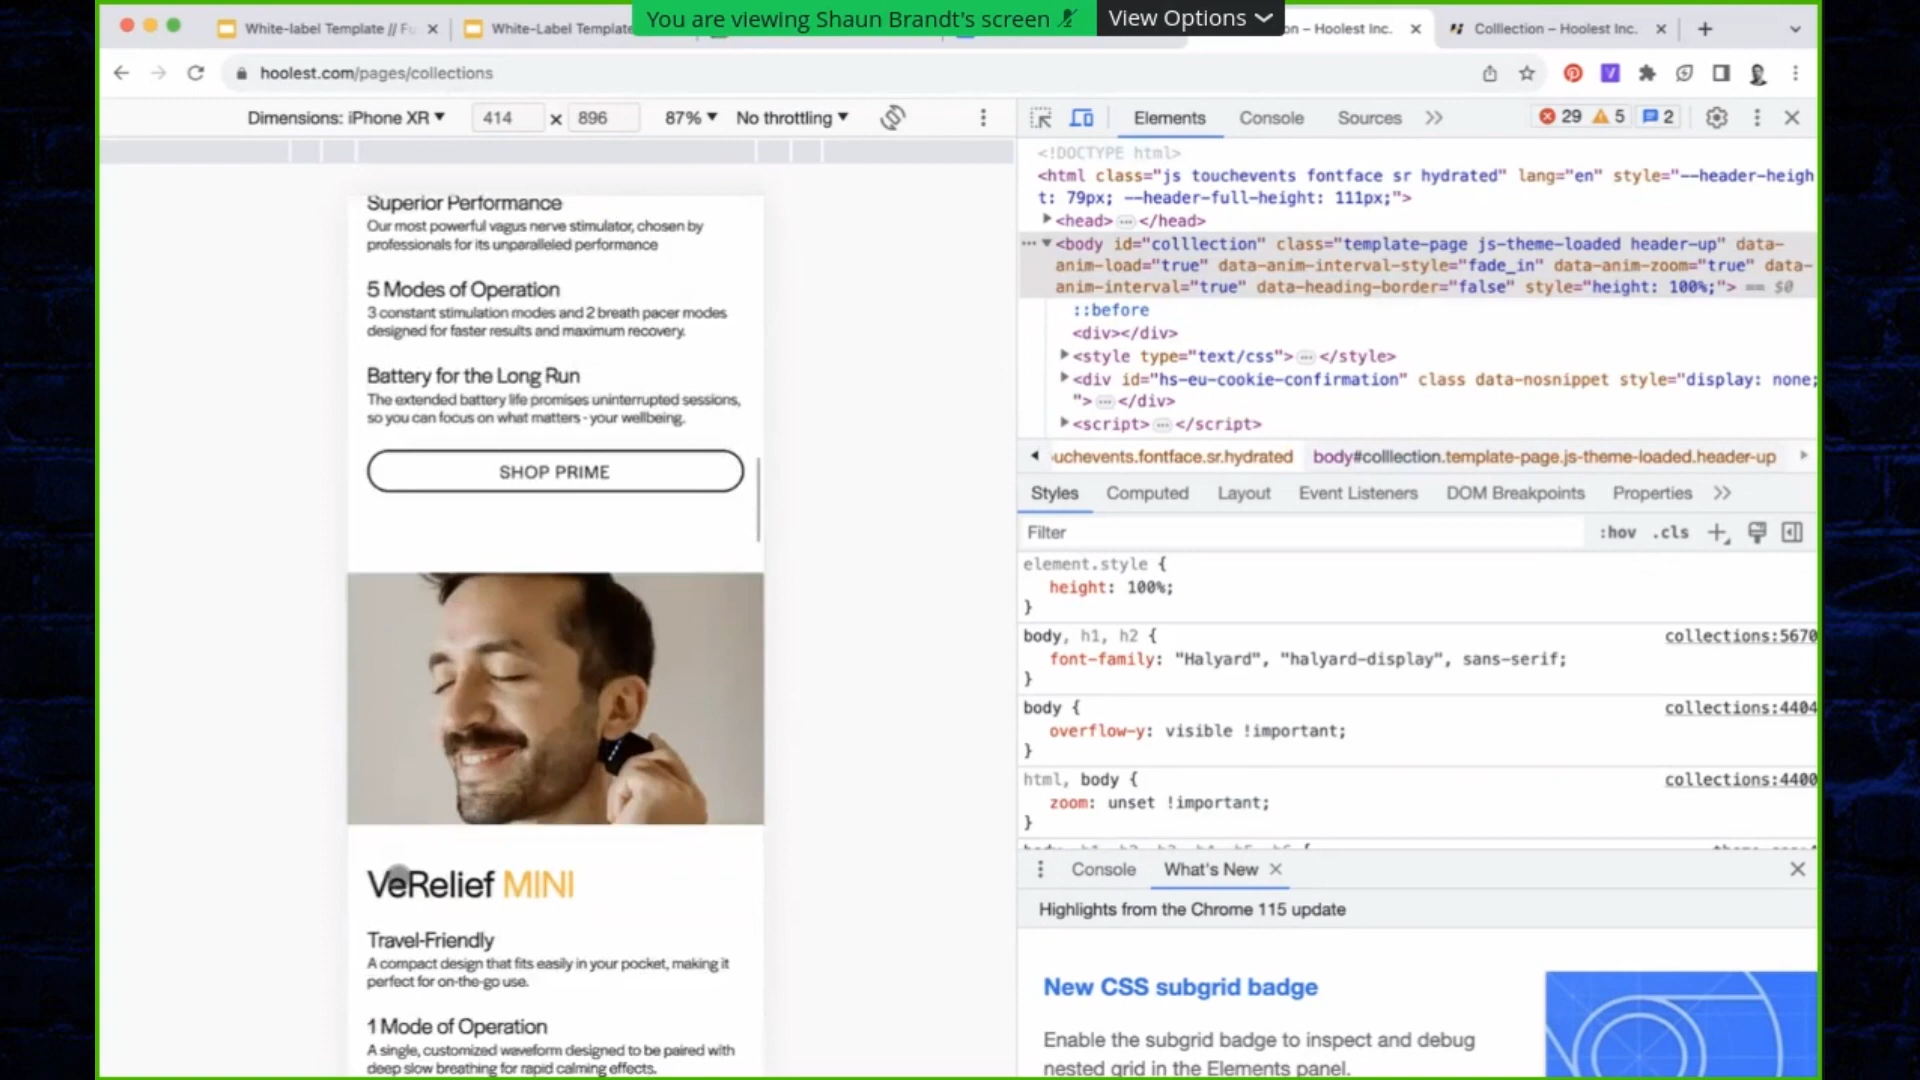 You are viewing Shaun Brandt's screen
View Options
White-label Template // Fu
White-Label Template
on – Hoolest Inc.
Colllection – Hoolest Inc.
hoolest.com/pages/collections
Dimensions: iPhone XR
414 × 896
87%
No throttling
Elements
Console
Sources
29
5
2
<!DOCTYPE html>
<html class="js touchevents fontface sr hydrated" lang="en" style="--header-heigh
t: 79px; --header-full-height: 111px;">
<head> … </head>
<body id="colllection" class="template-page js-theme-loaded header-up" data-
anim-load="true" data-anim-interval-style="fade_in" data-anim-zoom="true" data-
anim-interval="true" data-heading-border="false" style="height: 100%;"> == $0
::before
<div></div>
<style type="text/css"> … </style>
<div id="hs-eu-cookie-confirmation" class data-nosnippet style="display: none;
"> … </div>
<script> … </script>
uchevents.fontface.sr.hydrated
body#colllection.template-page.js-theme-loaded.header-up
Styles
Computed
Layout
Event Listeners
DOM Breakpoints
Properties
Filter
:hov
.cls
element.style {
height: 100%;
}
body, h1, h2 {
collections:5670
font-family: "Halyard", "halyard-display", sans-serif;
}
body {
collections:4404
overflow-y: visible !important;
}
html, body {
collections:4400
zoom: unset !important;
}
Console
What's New
Highlights from the Chrome 115 update
New CSS subgrid badge
Enable the subgrid badge to inspect and debug
nested grid in the Elements panel.
Superior Performance
Our most powerful vagus nerve stimulator, chosen by
professionals for its unparalleled performance
5 Modes of Operation
3 constant stimulation modes and 2 breath pacer modes
designed for faster results and maximum recovery.
Battery for the Long Run
The extended battery life promises uninterrupted sessions,
so you can focus on what matters - your wellbeing.
SHOP PRIME
VeRelief MINI
Travel-Friendly
A compact design that fits easily in your pocket, making it
perfect for on-the-go use.
1 Mode of Operation
A single, customized waveform designed to be paired with
deep slow breathing for rapid calming effects.